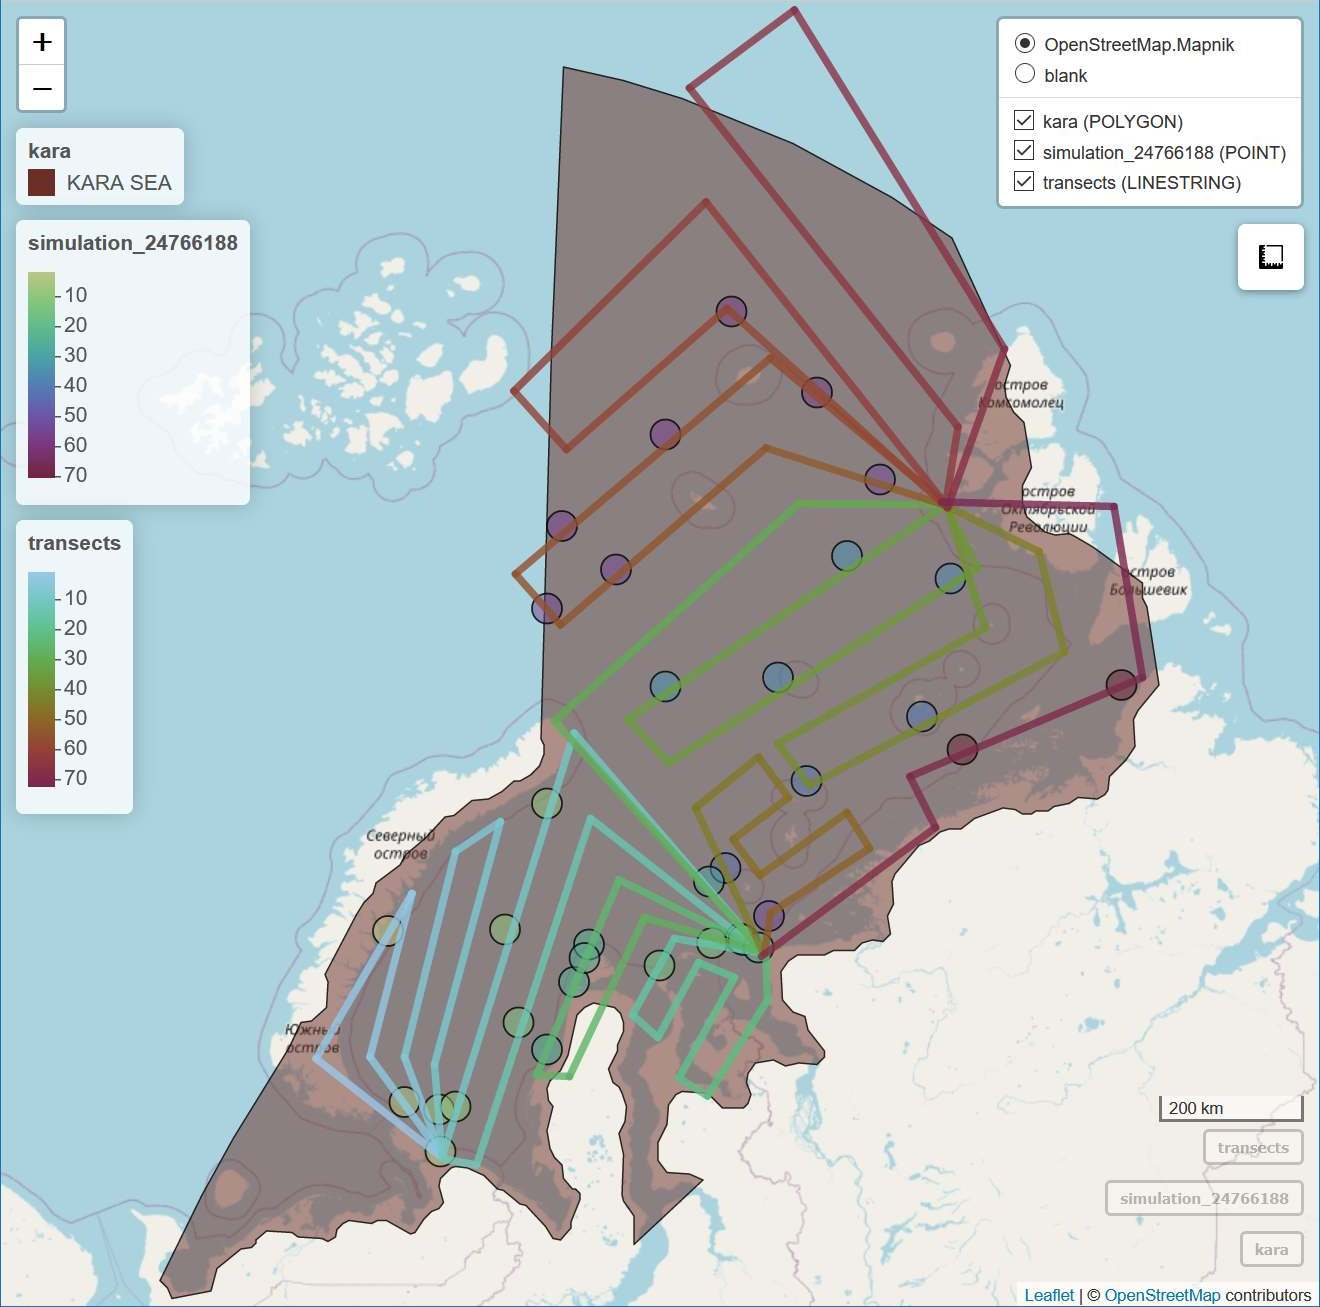 +
−
kara
KARA SEA
simulation_24766188
10
20
30
40
50
60
70
transects
10
20
30
40
50
60
70
OpenStreetMap.Mapnik
blank
kara (POLYGON)
simulation_24766188 (POINT)
transects (LINESTRING)
остров
Комсомолец
остров
Октябрьской
Революции
остров
Большевик
Северный
остров
Южный
остров
200 km
transects
simulation_24766188
kara
Leaflet | © OpenStreetMap contributors